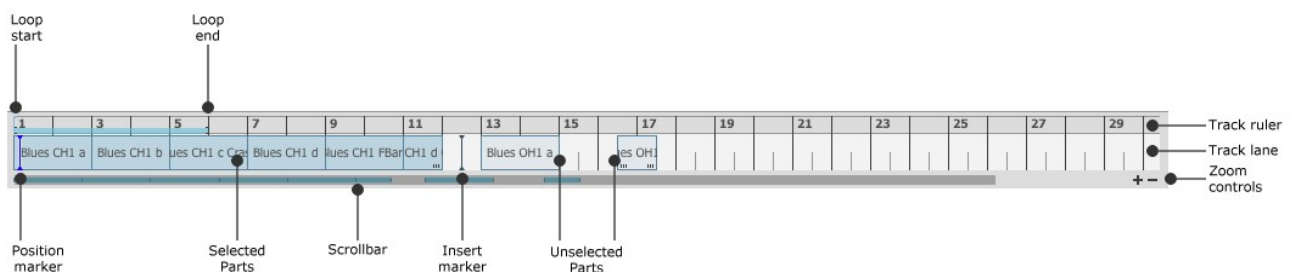 Loop start
Loop end
1 3 5 7 9 11 13 15 17 19 21 23 25 27 29
Track ruler
Blues CH1 a Blues CH1 b ues CH1 c Cras Blues CH1 d lues CH1 FBar CH1 d Blues OH1 a es OH1
Track lane
+ −
Zoom controls
Position marker
Selected Parts
Scrollbar
Insert marker
Unselected Parts